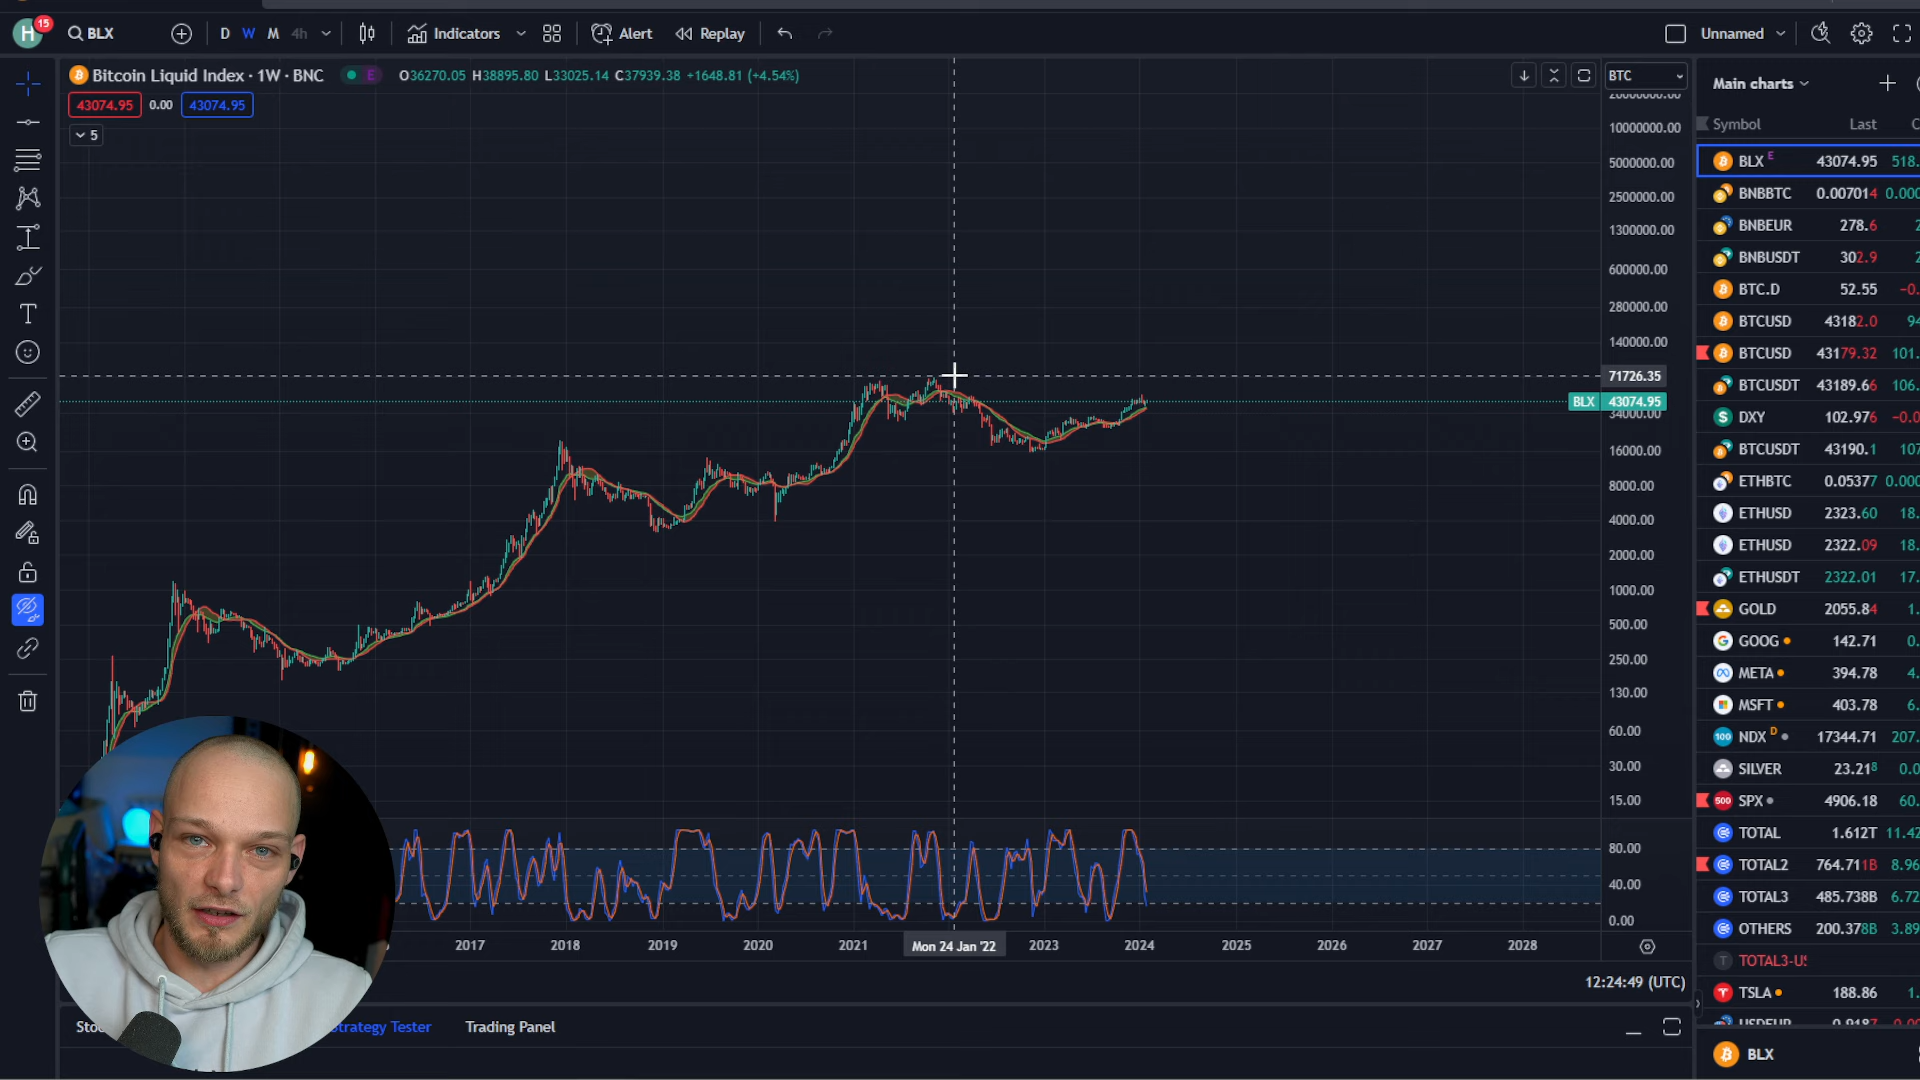 H 15 BLX D W M 4h Indicators Alert Replay Unnamed
Bitcoin Liquid Index · 1W · BNC E O36270.05 H38895.80 L33025.14 C37939.38 +1648.81 (+4.54%)
43074.95 0.00 43074.95
5
BTC
20000000.00
10000000.00
5000000.00
2500000.00
1300000.00
600000.00
280000.00
140000.00
71726.35
BLX 43074.95
34000.00
16000.00
8000.00
4000.00
2000.00
1000.00
500.00
250.00
130.00
60.00
30.00
15.00
80.00
40.00
0.00
2017 2018 2019 2020 2021 Mon 24 Jan '22 2023 2024 2025 2026 2027 2028
12:24:49 (UTC)
Strategy Tester Trading Panel
Main charts
Symbol Last
BLX E 43074.95 518.
BNBBTC 0.007014 0.000
BNBEUR 278.6 2
BNBUSDT 302.9 2
BTC.D 52.55 −0.
BTCUSD 43182.0 94
BTCUSD 43179.32 101.
BTCUSDT 43189.66 106.
DXY 102.976 −0.0
BTCUSDT 43190.1 107
ETHBTC 0.05377 0.000
ETHUSD 2323.60 18.
ETHUSD 2322.09 18.
ETHUSDT 2322.01 17.
GOLD 2055.84 1.
GOOG 142.71 0.
META 394.78 4.
MSFT 403.78 6.
100 NDX D 17344.71 207.
SILVER 23.218 0.0
500 SPX 4906.18 60.
TOTAL 1.612T 11.42
TOTAL2 764.711B 8.96
TOTAL3 485.738B 6.72
OTHERS 200.378B 3.89
T TOTAL3-US
TSLA 188.86 1.
USDEUR 0.9187
BLX